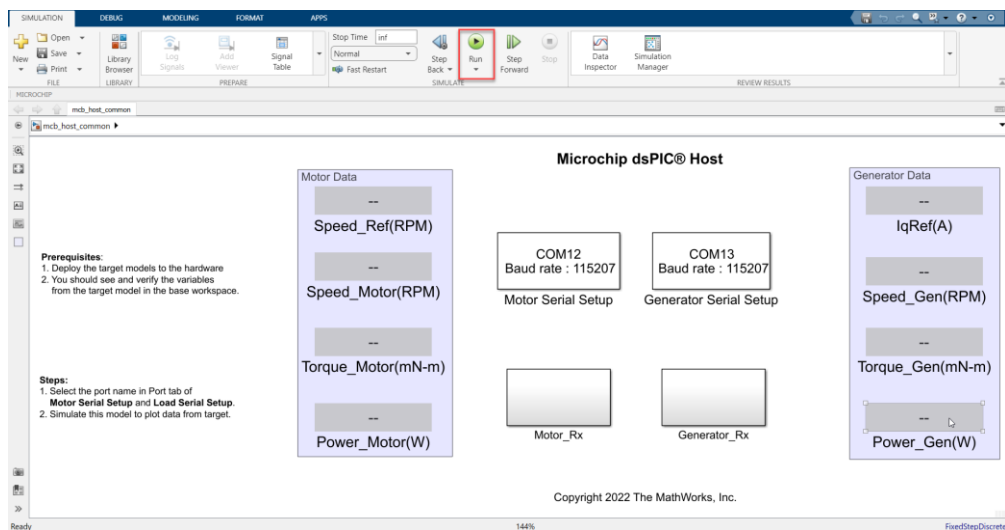 SIMULATION DEBUG MODELING FORMAT APPS
New
Open
Save
Print
FILE
Library
Browser
LIBRARY
Log
Signals
Add
Viewer
Signal
Table
PREPARE
Stop Time inf
Normal
Fast Restart
Step
Back
Run
Step
Forward
Stop
SIMULATE
Data
Inspector
Simulation
Manager
REVIEW RESULTS
MICROCHIP
mcb_host_common
mcb_host_common
Microchip dsPIC® Host
Prerequisites:
1. Deploy the target models to the hardware
2. You should see and verify the variables
from the target model in the base workspace.
Steps:
1. Select the port name in Port tab of
Motor Serial Setup and Load Serial Setup.
2. Simulate this model to plot data from target.
Motor Data
--
Speed_Ref(RPM)
--
Speed_Motor(RPM)
--
Torque_Motor(mN-m)
--
Power_Motor(W)
COM12
Baud rate : 115207
Motor Serial Setup
COM13
Baud rate : 115207
Generator Serial Setup
Motor_Rx
Generator_Rx
Generator Data
--
IqRef(A)
--
Speed_Gen(RPM)
--
Torque_Gen(mN-m)
--
Power_Gen(W)
Copyright 2022 The MathWorks, Inc.
Ready 144% FixedStepDiscrete